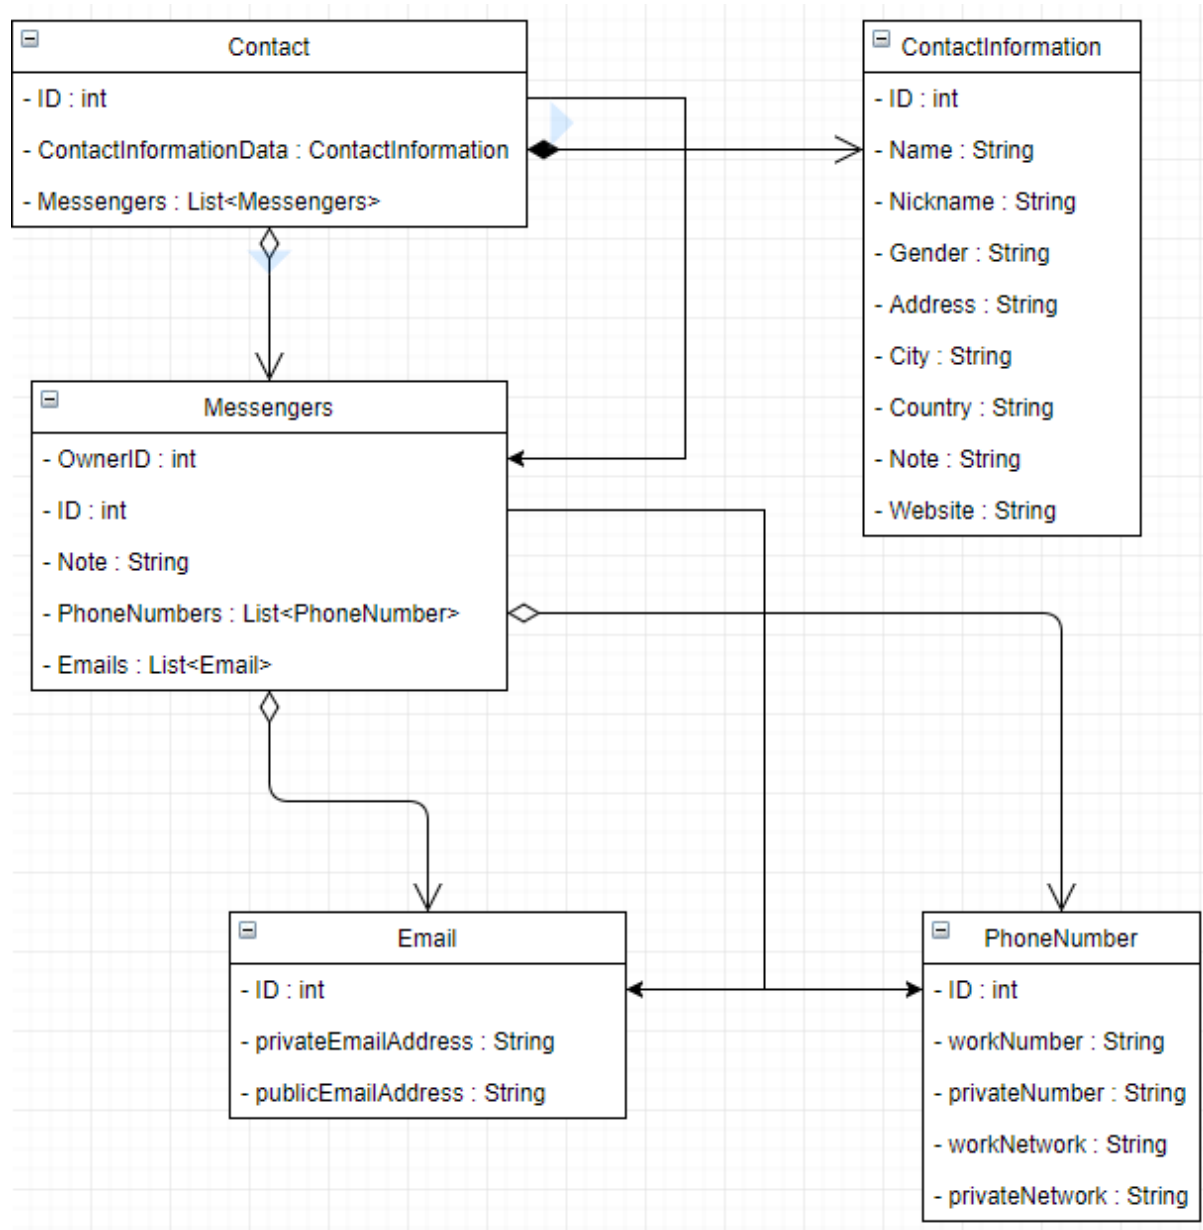 Contact
- ID : int
- ContactInformationData : ContactInformation
- Messengers : List<Messengers>
ContactInformation
- ID : int
- Name : String
- Nickname : String
- Gender : String
- Address : String
- City : String
- Country : String
- Note : String
- Website : String
Messengers
- OwnerID : int
- ID : int
- Note : String
- PhoneNumbers : List<PhoneNumber>
- Emails : List<Email>
Email
- ID : int
- privateEmailAddress : String
- publicEmailAddress : String
PhoneNumber
- ID : int
- workNumber : String
- privateNumber : String
- workNetwork : String
- privateNetwork : String